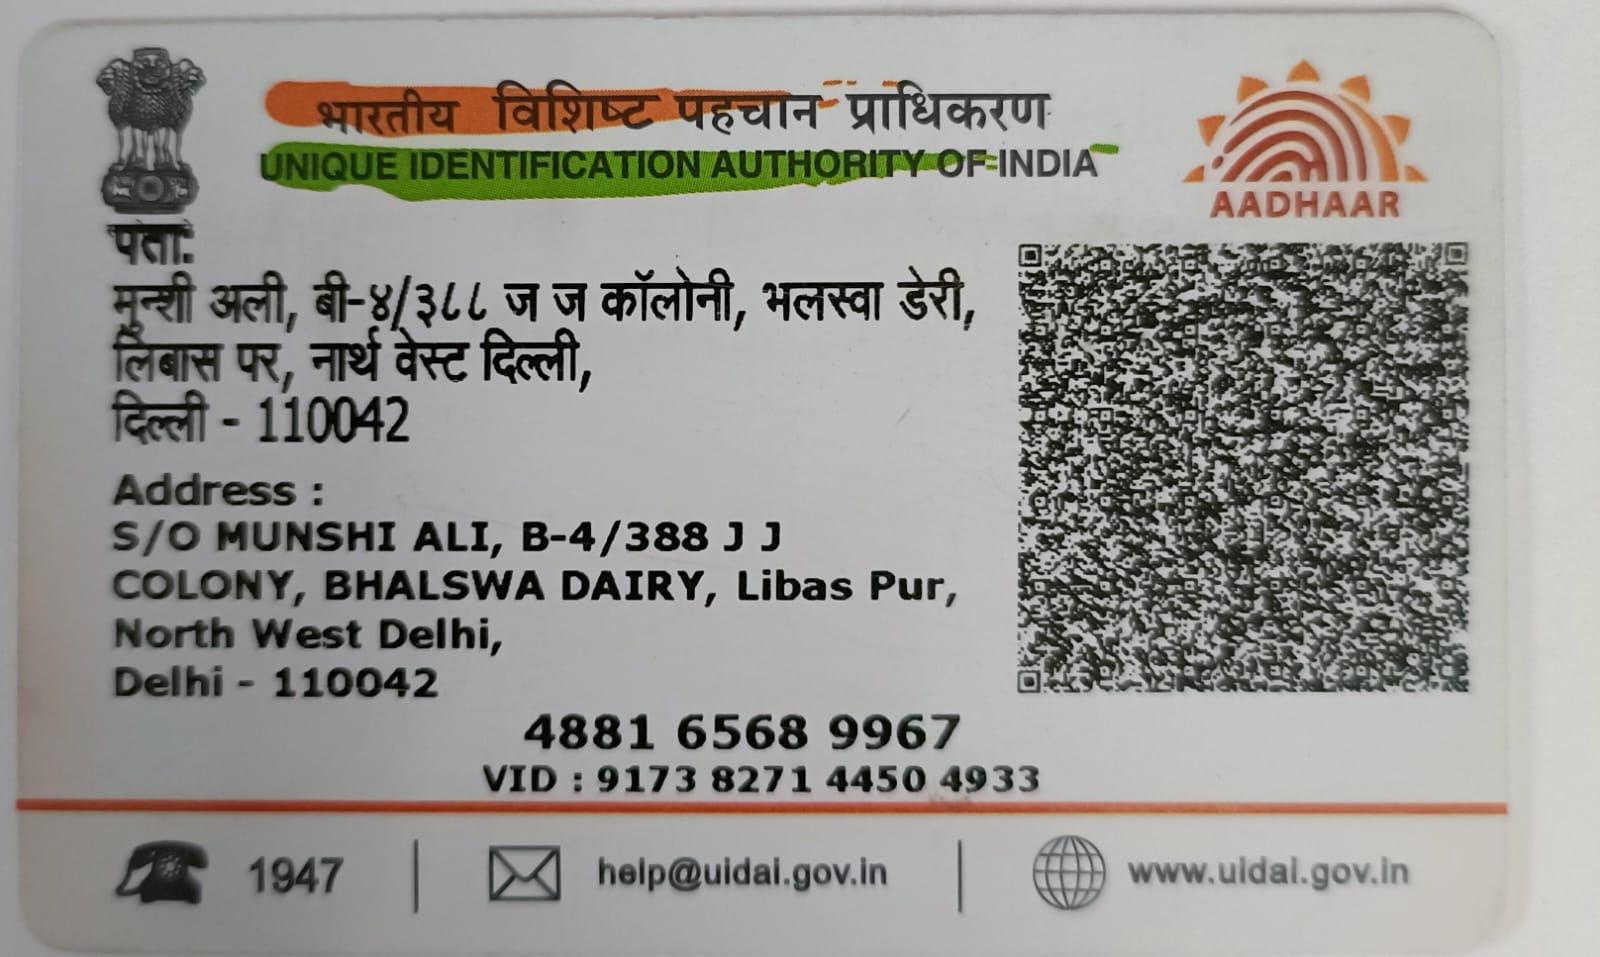 भारतीय विशिष्ट पहचान प्राधिकरण
UNIQUE IDENTIFICATION AUTHORITY OF INDIA
AADHAAR
पता:
मुन्शी अली, बी-४/३८८ ज ज कॉलोनी, भलस्वा डेरी,
लिबास पर, नार्थ वेस्ट दिल्ली,
दिल्ली - 110042
Address :
S/O MUNSHI ALI, B-4/388 J J
COLONY, BHALSWA DAIRY, Libas Pur,
North West Delhi,
Delhi - 110042
4881 6568 9967
VID : 9173 8271 4450 4933
1947
help@uidai.gov.in
www.uidai.gov.in